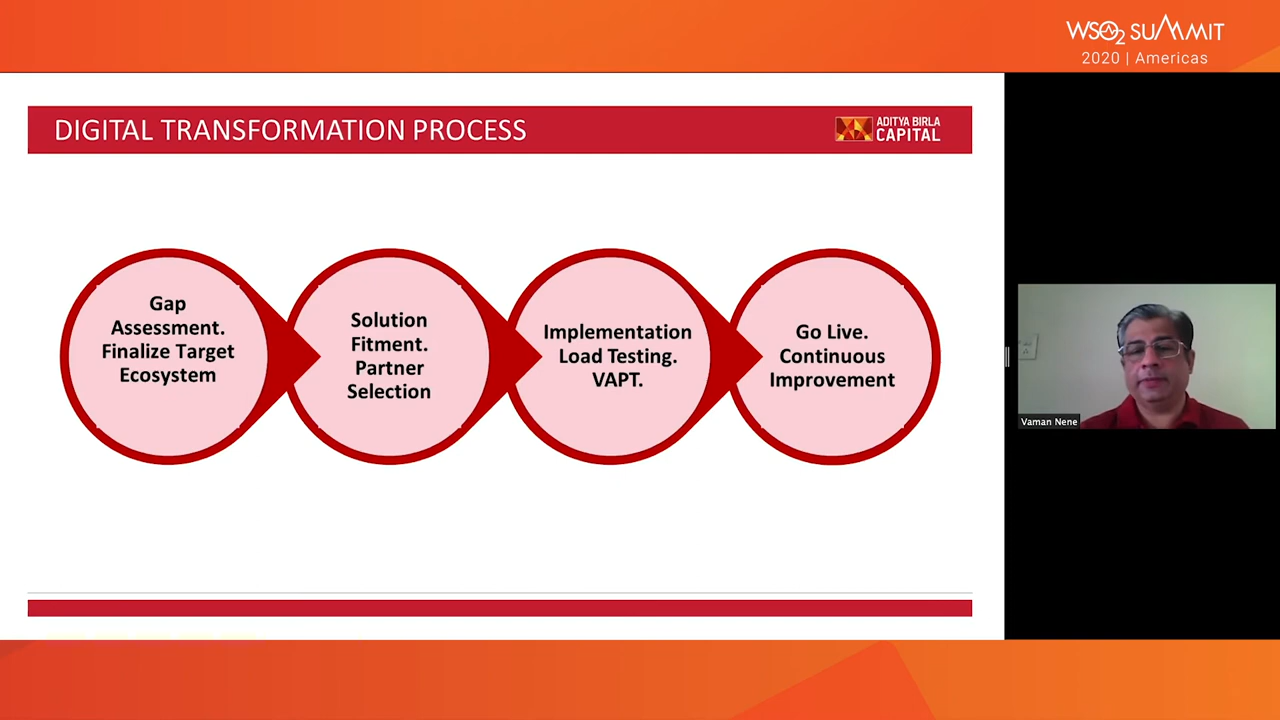 WSO2 SUMMIT
2020 | Americas
DIGITAL TRANSFORMATION PROCESS
ADITYA BIRLA
CAPITAL
Gap
Assessment.
Finalize Target
Ecosystem
Solution
Fitment.
Partner
Selection
Implementation
Load Testing.
VAPT.
Go Live.
Continuous
Improvement
Vaman Nene